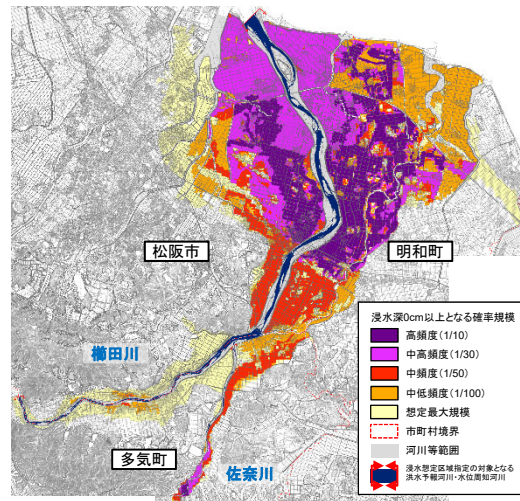 松阪市
明和町
櫛田川
多気町
佐奈川
浸水深0cm以上となる確率規模
高頻度(1/10)
中高頻度(1/30)
中頻度(1/50)
中低頻度(1/100)
想定最大規模
市町村境界
河川等範囲
浸水想定区域指定の対象となる
洪水予報河川・水位周知河川